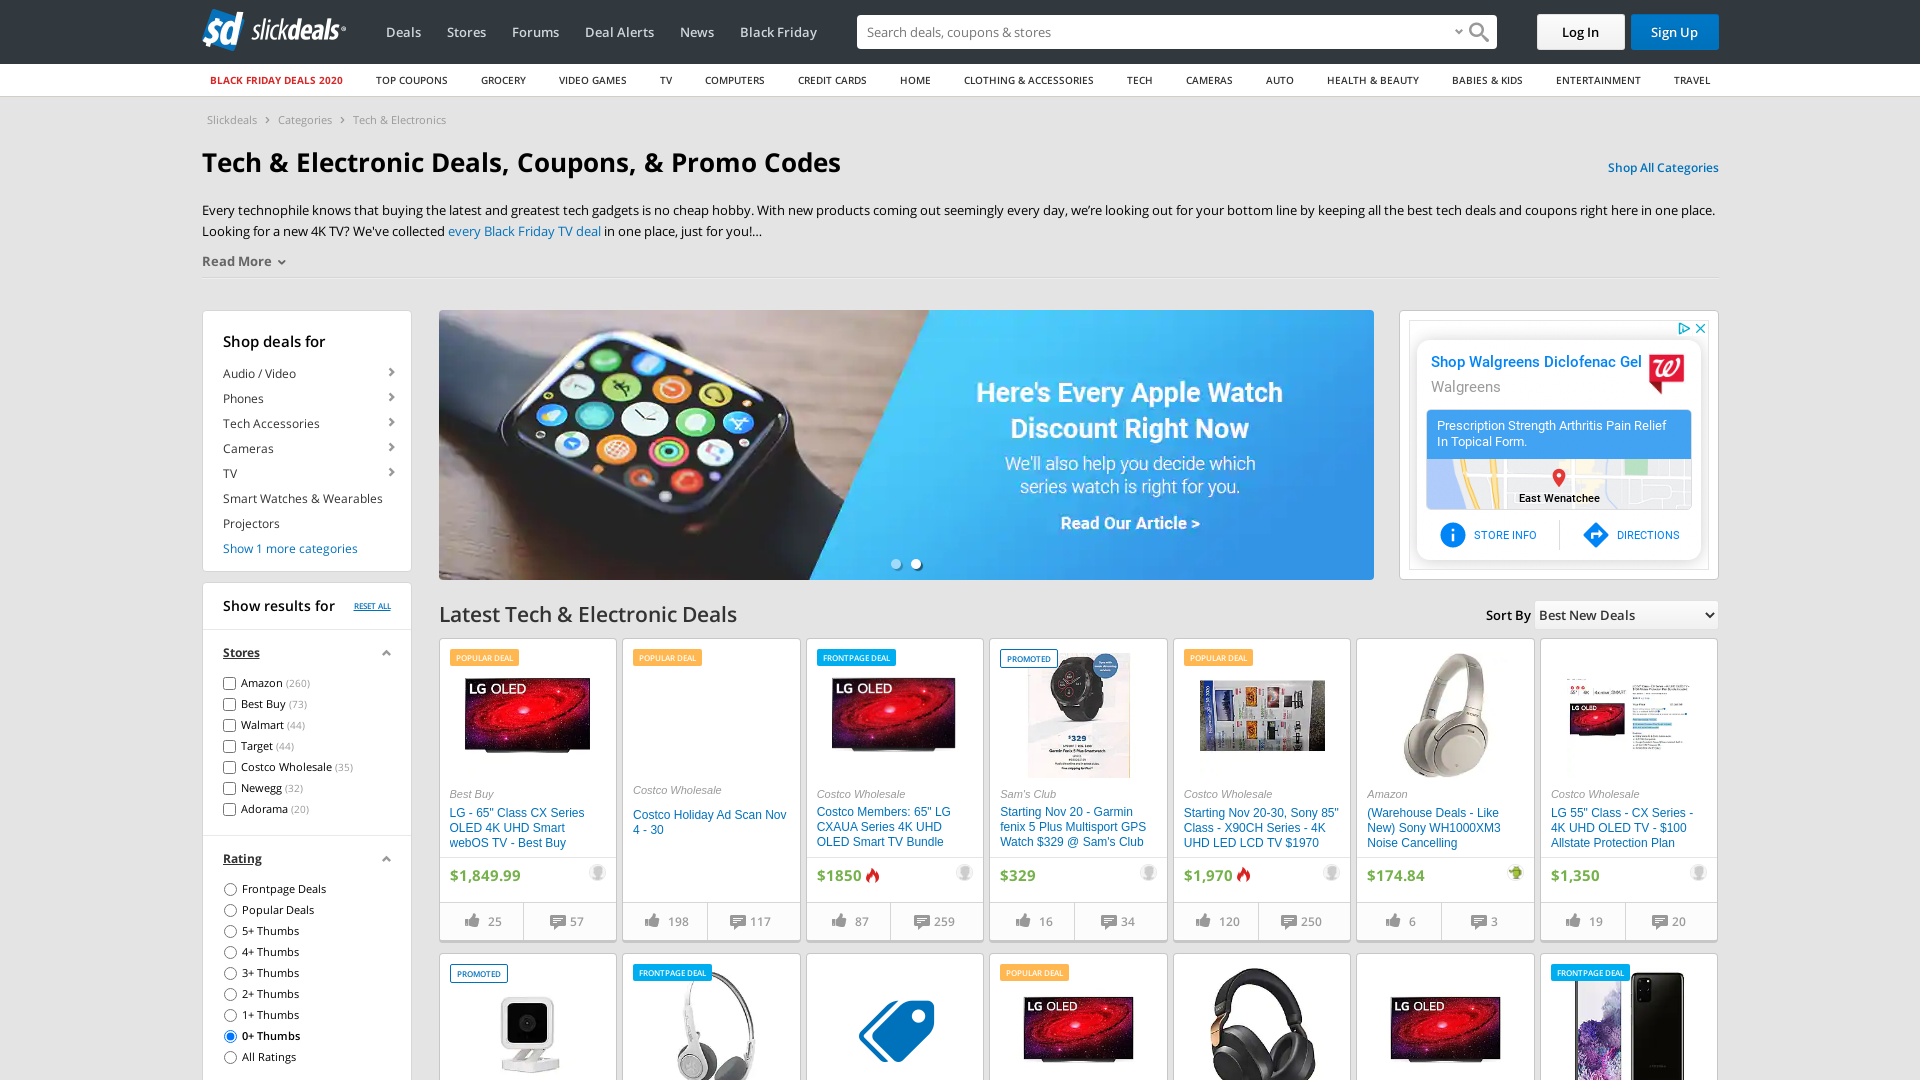 slickdeals
Deals
Stores
Forums
Deal Alerts
News
Black Friday
Search deals, coupons & stores
Log In
Sign Up
BLACK FRIDAY DEALS 2020
TOP COUPONS
GROCERY
VIDEO GAMES
TV
COMPUTERS
CREDIT CARDS
HOME
CLOTHING & ACCESSORIES
TECH
CAMERAS
AUTO
HEALTH & BEAUTY
BABIES & KIDS
ENTERTAINMENT
TRAVEL
Slickdeals
Categories
Tech & Electronics
Tech & Electronic Deals, Coupons, & Promo Codes
Shop All Categories
Every technophile knows that buying the latest and greatest tech gadgets is no cheap hobby. With new products coming out seemingly every day, we’re looking out for your bottom line by keeping all the best tech deals and coupons right here in one place.
Looking for a new 4K TV? We've collected every Black Friday TV deal in one place, just for you!…
Read More
Shop deals for
Audio / Video
Phones
Tech Accessories
Cameras
TV
Smart Watches & Wearables
Projectors
Show 1 more categories
Here's Every Apple Watch
Discount Right Now
We'll also help you decide which
series watch is right for you.
Read Our Article >
Shop Walgreens Diclofenac Gel
Walgreens
Prescription Strength Arthritis Pain Relief
In Topical Form.
East Wenatchee
STORE INFO
DIRECTIONS
Show results for
RESET ALL
Stores
Amazon (260)
Best Buy (73)
Walmart (44)
Target (44)
Costco Wholesale (35)
Newegg (32)
Adorama (20)
Rating
Frontpage Deals
Popular Deals
5+ Thumbs
4+ Thumbs
3+ Thumbs
2+ Thumbs
1+ Thumbs
0+ Thumbs
All Ratings
Latest Tech & Electronic Deals
Sort By Best New Deals
POPULAR DEAL
LG OLED
Best Buy
LG - 65" Class CX Series
OLED 4K UHD Smart
webOS TV - Best Buy
$1,849.99
25
57
POPULAR DEAL
Costco Wholesale
Costco Holiday Ad Scan Nov
4 - 30
198
117
FRONTPAGE DEAL
LG OLED
Costco Wholesale
Costco Members: 65" LG
CXAUA Series 4K UHD
OLED Smart TV Bundle
$1850
87
259
PROMOTED
$329
Sam's Club
Starting Nov 20 - Garmin
fenix 5 Plus Multisport GPS
Watch $329 @ Sam's Club
$329
16
34
POPULAR DEAL
Costco Wholesale
Starting Nov 20-30, Sony 85"
Class - X90CH Series - 4K
UHD LED LCD TV $1970
$1,970
120
250
Amazon
(Warehouse Deals - Like
New) Sony WH1000XM3
Noise Cancelling
$174.84
6
3
LG OLED
Costco Wholesale
LG 55" Class - CX Series -
4K UHD OLED TV - $100
Allstate Protection Plan
$1,350
19
20
PROMOTED
FRONTPAGE DEAL
POPULAR DEAL
LG OLED
LG OLED
FRONTPAGE DEAL